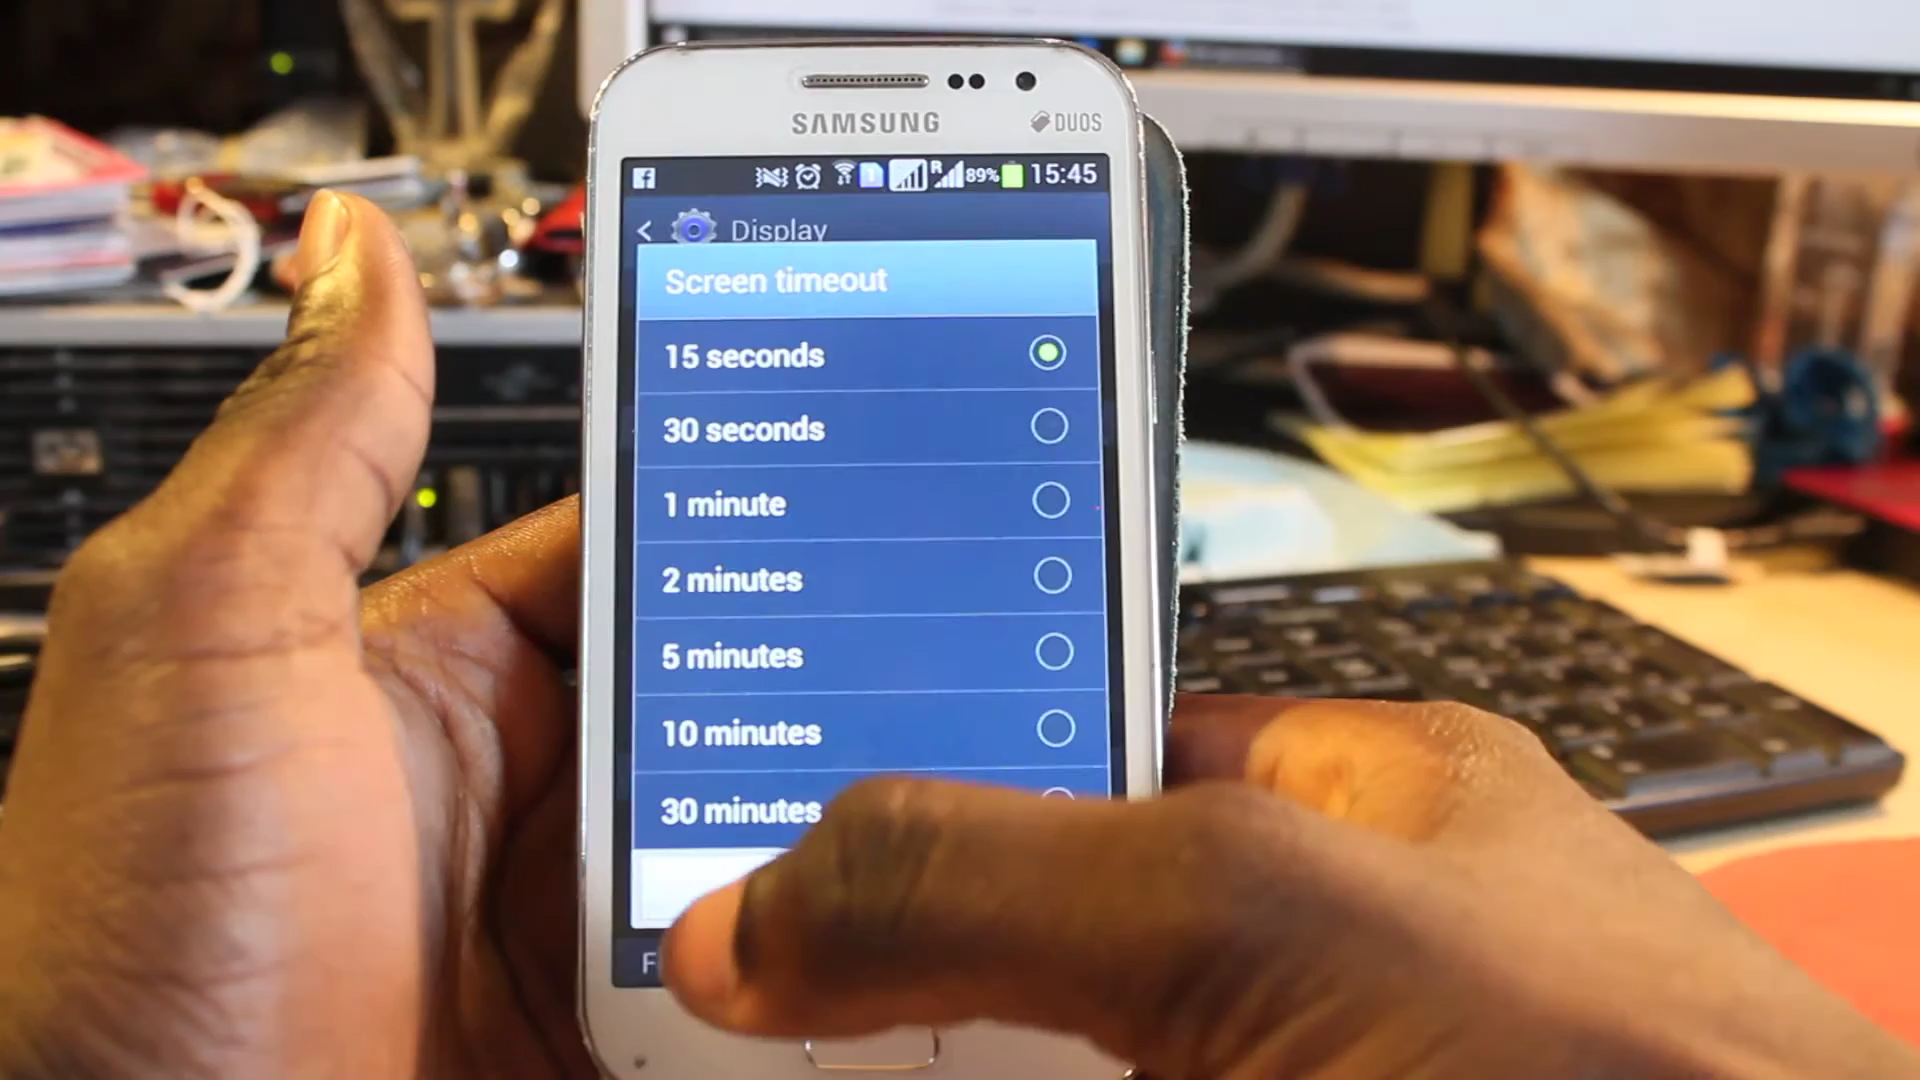 SAMSUNG
DUOS
R 89% 15:45
Display
Screen timeout
15 seconds
30 seconds
1 minute
2 minutes
5 minutes
10 minutes
30 minutes
F